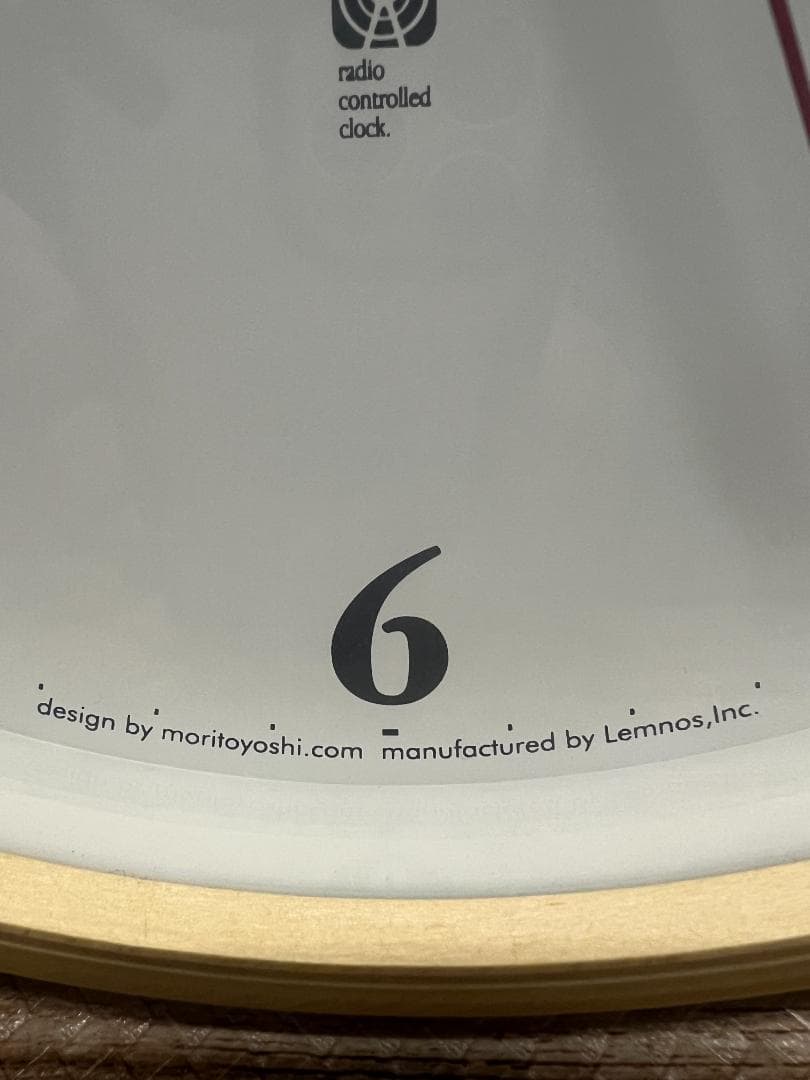 radio
controlled
clock.
6
design by moritoyoshi.com manufactured by Lemnos,Inc.